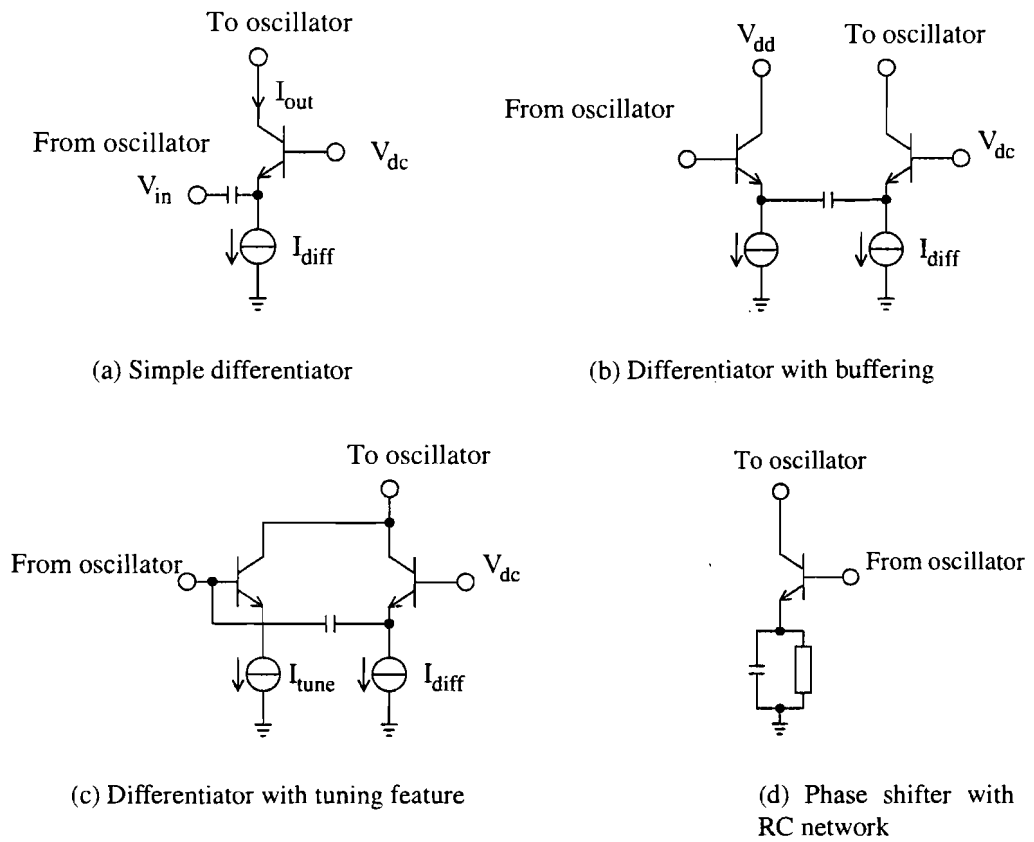 To oscillator
I_out
From oscillator
V_dc
V_in
I_diff
(a) Simple differentiator
V_dd
To oscillator
From oscillator
V_dc
I_diff
(b) Differentiator with buffering
To oscillator
From oscillator
V_dc
I_tune
I_diff
(c) Differentiator with tuning feature
To oscillator
From oscillator
(d) Phase shifter with
RC network